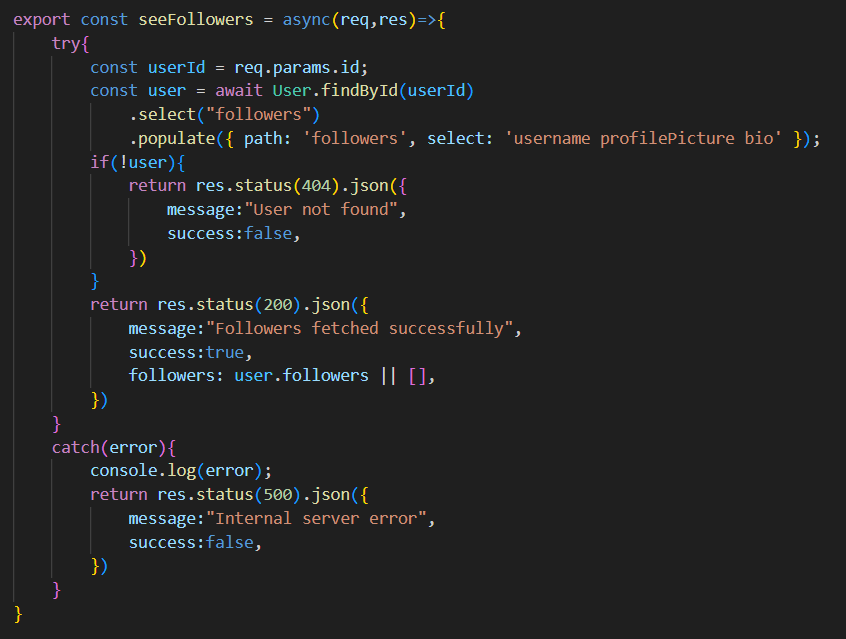 export const seeFollowers = async(req,res)=>{
    try{
        const userId = req.params.id;
        const user = await User.findById(userId)
            .select("followers")
            .populate({ path: 'followers', select: 'username profilePicture bio' });
        if(!user){
            return res.status(404).json({
                message:"User not found",
                success:false,
            })
        }
        return res.status(200).json({
            message:"Followers fetched successfully",
            success:true,
            followers: user.followers || [],
        })
    }
    catch(error){
        console.log(error);
        return res.status(500).json({
            message:"Internal server error",
            success:false,
        })
    }
}